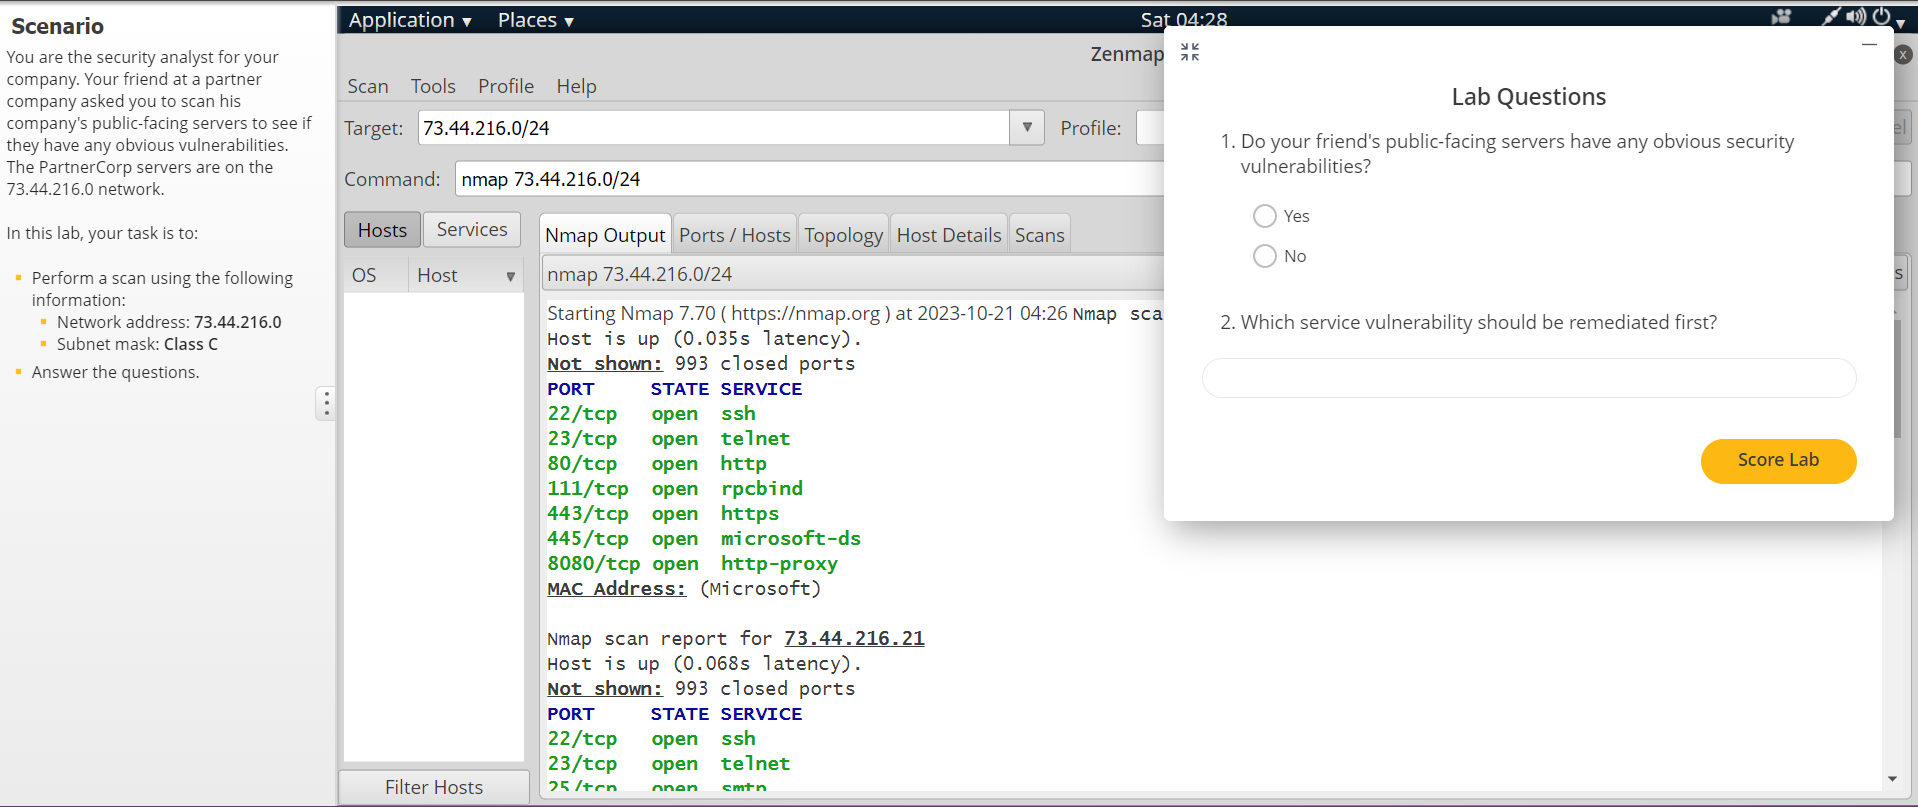 Scenario
You are the security analyst for your
company. Your friend at a partner
company asked you to scan his
company's public-facing servers to see if
they have any obvious vulnerabilities.
The PartnerCorp servers are on the
73.44.216.0 network.
In this lab, your task is to:
Perform a scan using the following
information:
Network address: 73.44.216.0
Subnet mask: Class C
Answer the questions.
Application Places Sat 04:28
Zenmap
Scan Tools Profile Help
Target: 73.44.216.0/24 Profile:
Command: nmap 73.44.216.0/24
Hosts Services
OS Host
Filter Hosts
Nmap Output Ports / Hosts Topology Host Details Scans
nmap 73.44.216.0/24
Starting Nmap 7.70 ( https://nmap.org ) at 2023-10-21 04:26 Nmap sca
Host is up (0.035s latency).
Not shown: 993 closed ports
PORT STATE SERVICE
22/tcp open ssh
23/tcp open telnet
80/tcp open http
111/tcp open rpcbind
443/tcp open https
445/tcp open microsoft-ds
8080/tcp open http-proxy
MAC Address: (Microsoft)
Nmap scan report for 73.44.216.21
Host is up (0.068s latency).
Not shown: 993 closed ports
PORT STATE SERVICE
22/tcp open ssh
23/tcp open telnet
25/tcp open smtp
Lab Questions
1. Do your friend's public-facing servers have any obvious security
vulnerabilities?
Yes
No
2. Which service vulnerability should be remediated first?
Score Lab